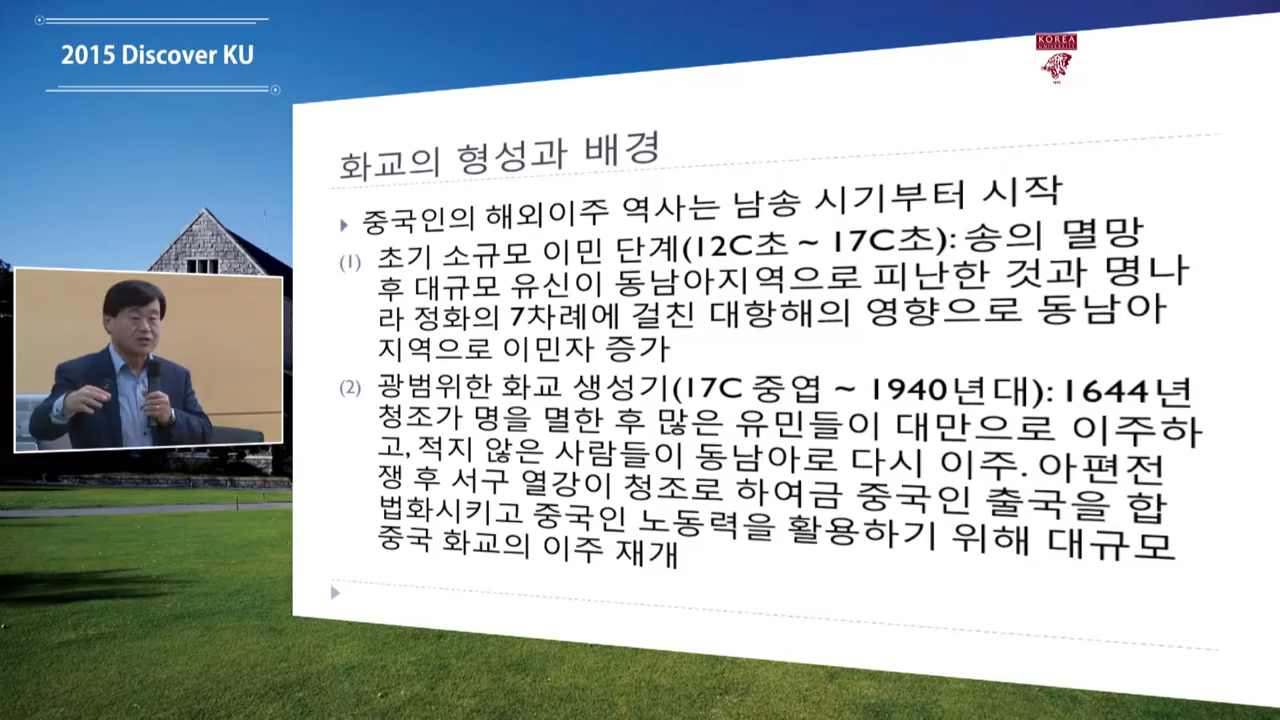 2015 Discover KU
KOREA
UNIVERSITY
1905
화교의 형성과 배경
중국인의 해외이주 역사는 남송 시기부터 시작
(1) 초기 소규모 이민 단계(12C초 ~ 17C초): 송의 멸망
후 대규모 유신이 동남아지역으로 피난한 것과 명나
라 정화의 7차례에 걸친 대항해의 영향으로 동남아
지역으로 이민자 증가
(2) 광범위한 화교 생성기(17C 중엽 ~ 1940년대): 1644년
청조가 명을 멸한 후 많은 유민들이 대만으로 이주하
고, 적지 않은 사람들이 동남아로 다시 이주. 아편전
쟁 후 서구 열강이 청조로 하여금 중국인 출국을 합
법화시키고 중국인 노동력을 활용하기 위해 대규모
중국 화교의 이주 재개